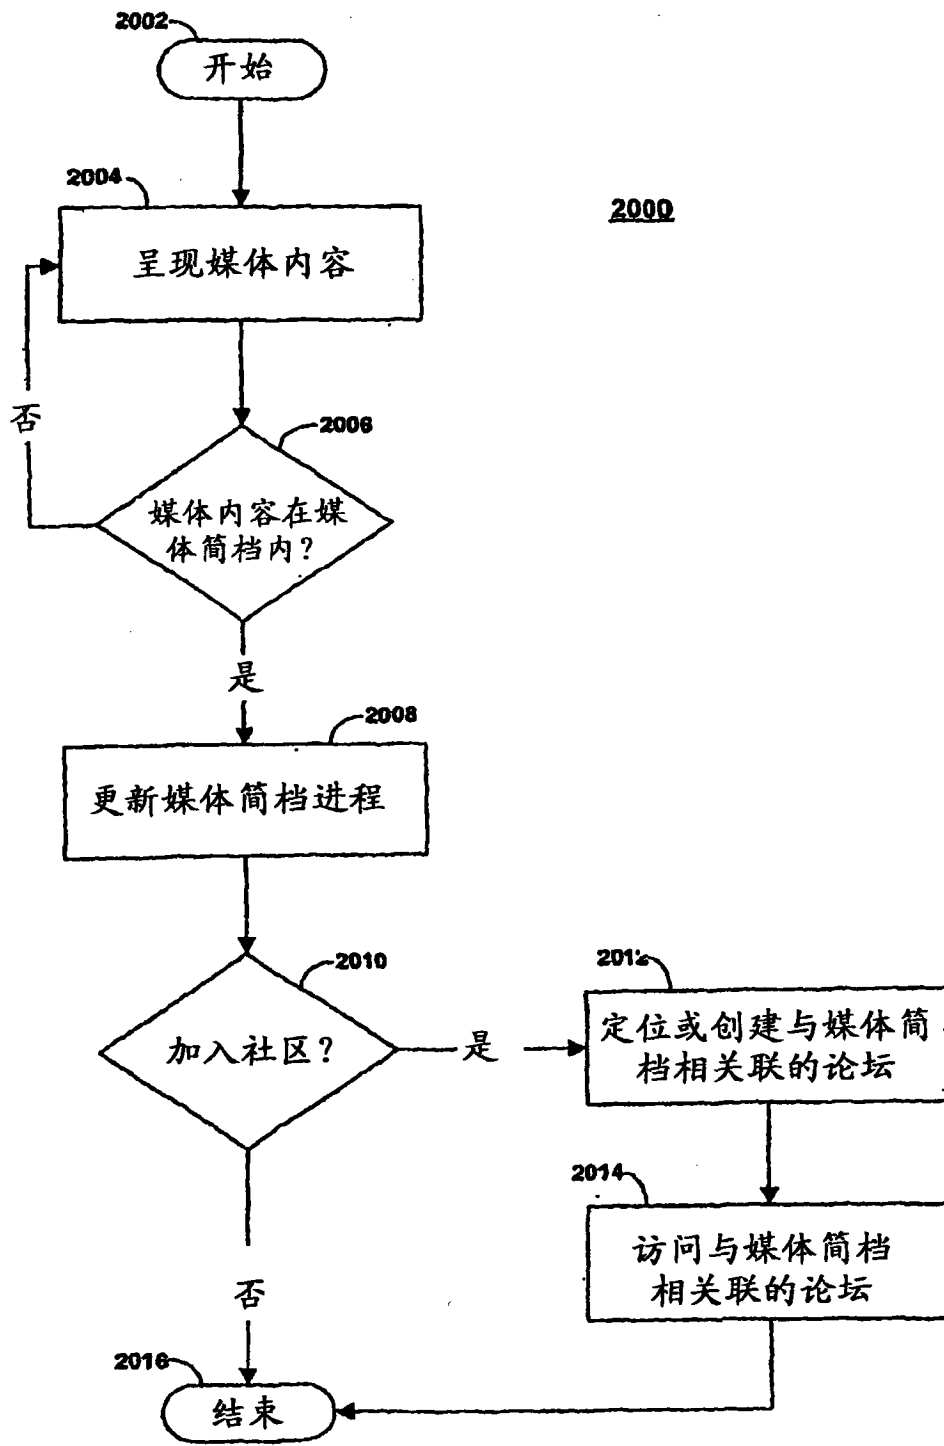 2002
开始
2004
2000
呈现媒体内容
否
2006
媒体内容在媒
体简档内？
是
2008
更新媒体简档进程
2010
加入社区？
是
2012
定位或创建与媒体简
档相关联的论坛
2014
访问与媒体简档
相关联的论坛
否
2016
结束